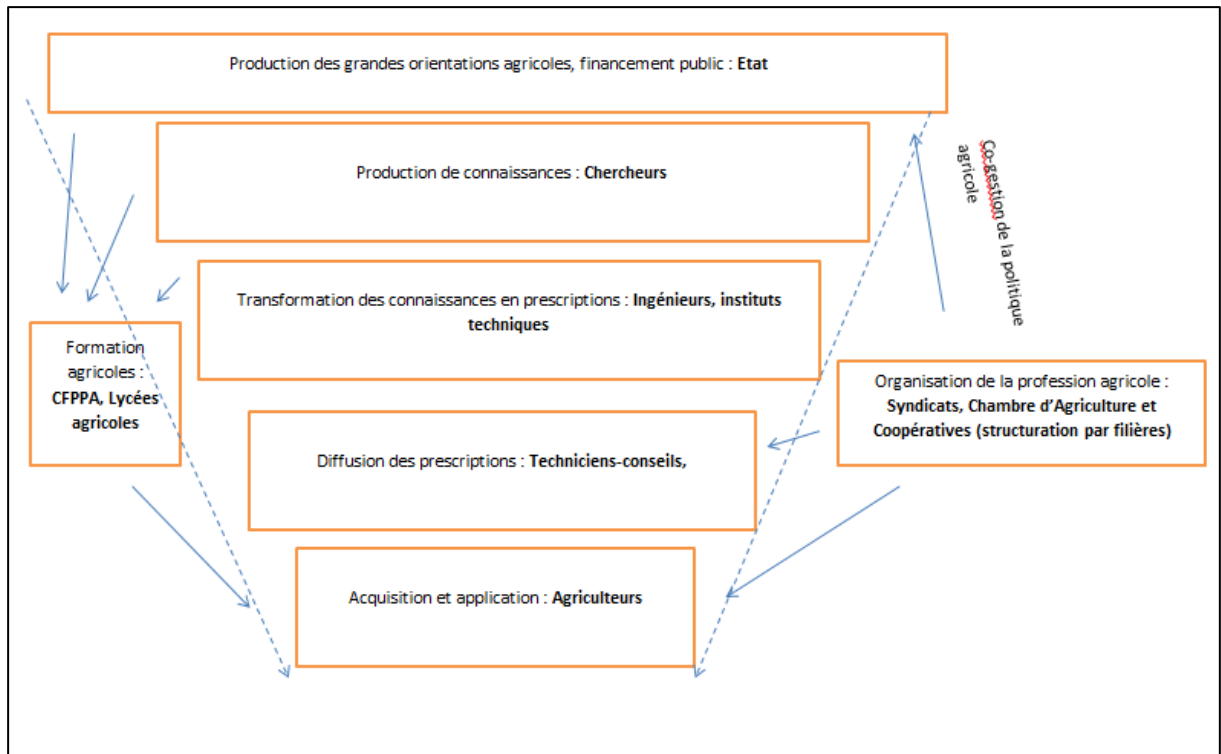 Production des grandes orientations agricoles, financement public : Etat
Production de connaissances : Chercheurs
Co-gestion de la politique
agricole
Transformation des connaissances en prescriptions : Ingénieurs, instituts
techniques
Formation
agricoles :
CFPPA, Lycées
agricoles
Organisation de la profession agricole :
Syndicats, Chambre d’Agriculture et
Coopératives (structuration par filières)
Diffusion des prescriptions : Techniciens-conseils,
Acquisition et application : Agriculteurs